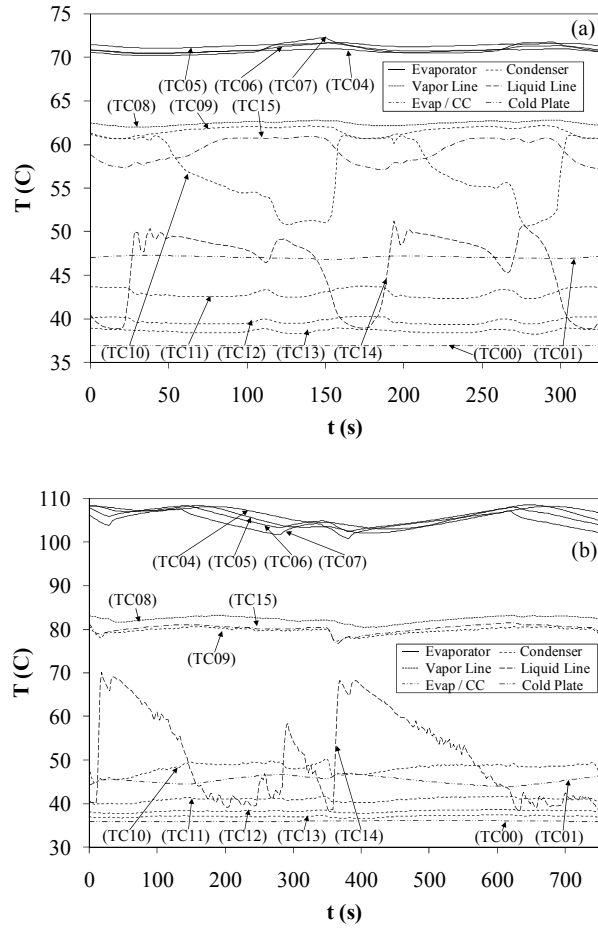 (a)
75
70
65
60
55
50
45
40
35
T (C)
(TC05)
(TC06)
(TC07)
(TC04)
Evaporator
Condenser
Vapor Line
Liquid Line
Evap / CC
Cold Plate
(TC08)
(TC09)
(TC15)
(TC10)
(TC11)
(TC12)
(TC13)
(TC14)
(TC00)
(TC01)
0 50 100 150 200 250 300
t (s)
(b)
110
100
90
80
70
60
50
40
30
T (C)
(TC04)
(TC05)
(TC06)
(TC07)
(TC08)
(TC15)
(TC09)
Evaporator
Condenser
Vapor Line
Liquid Line
Evap / CC
Cold Plate
(TC10)
(TC11)
(TC12)
(TC13)
(TC14)
(TC00)
(TC01)
0 100 200 300 400 500 600 700
t (s)